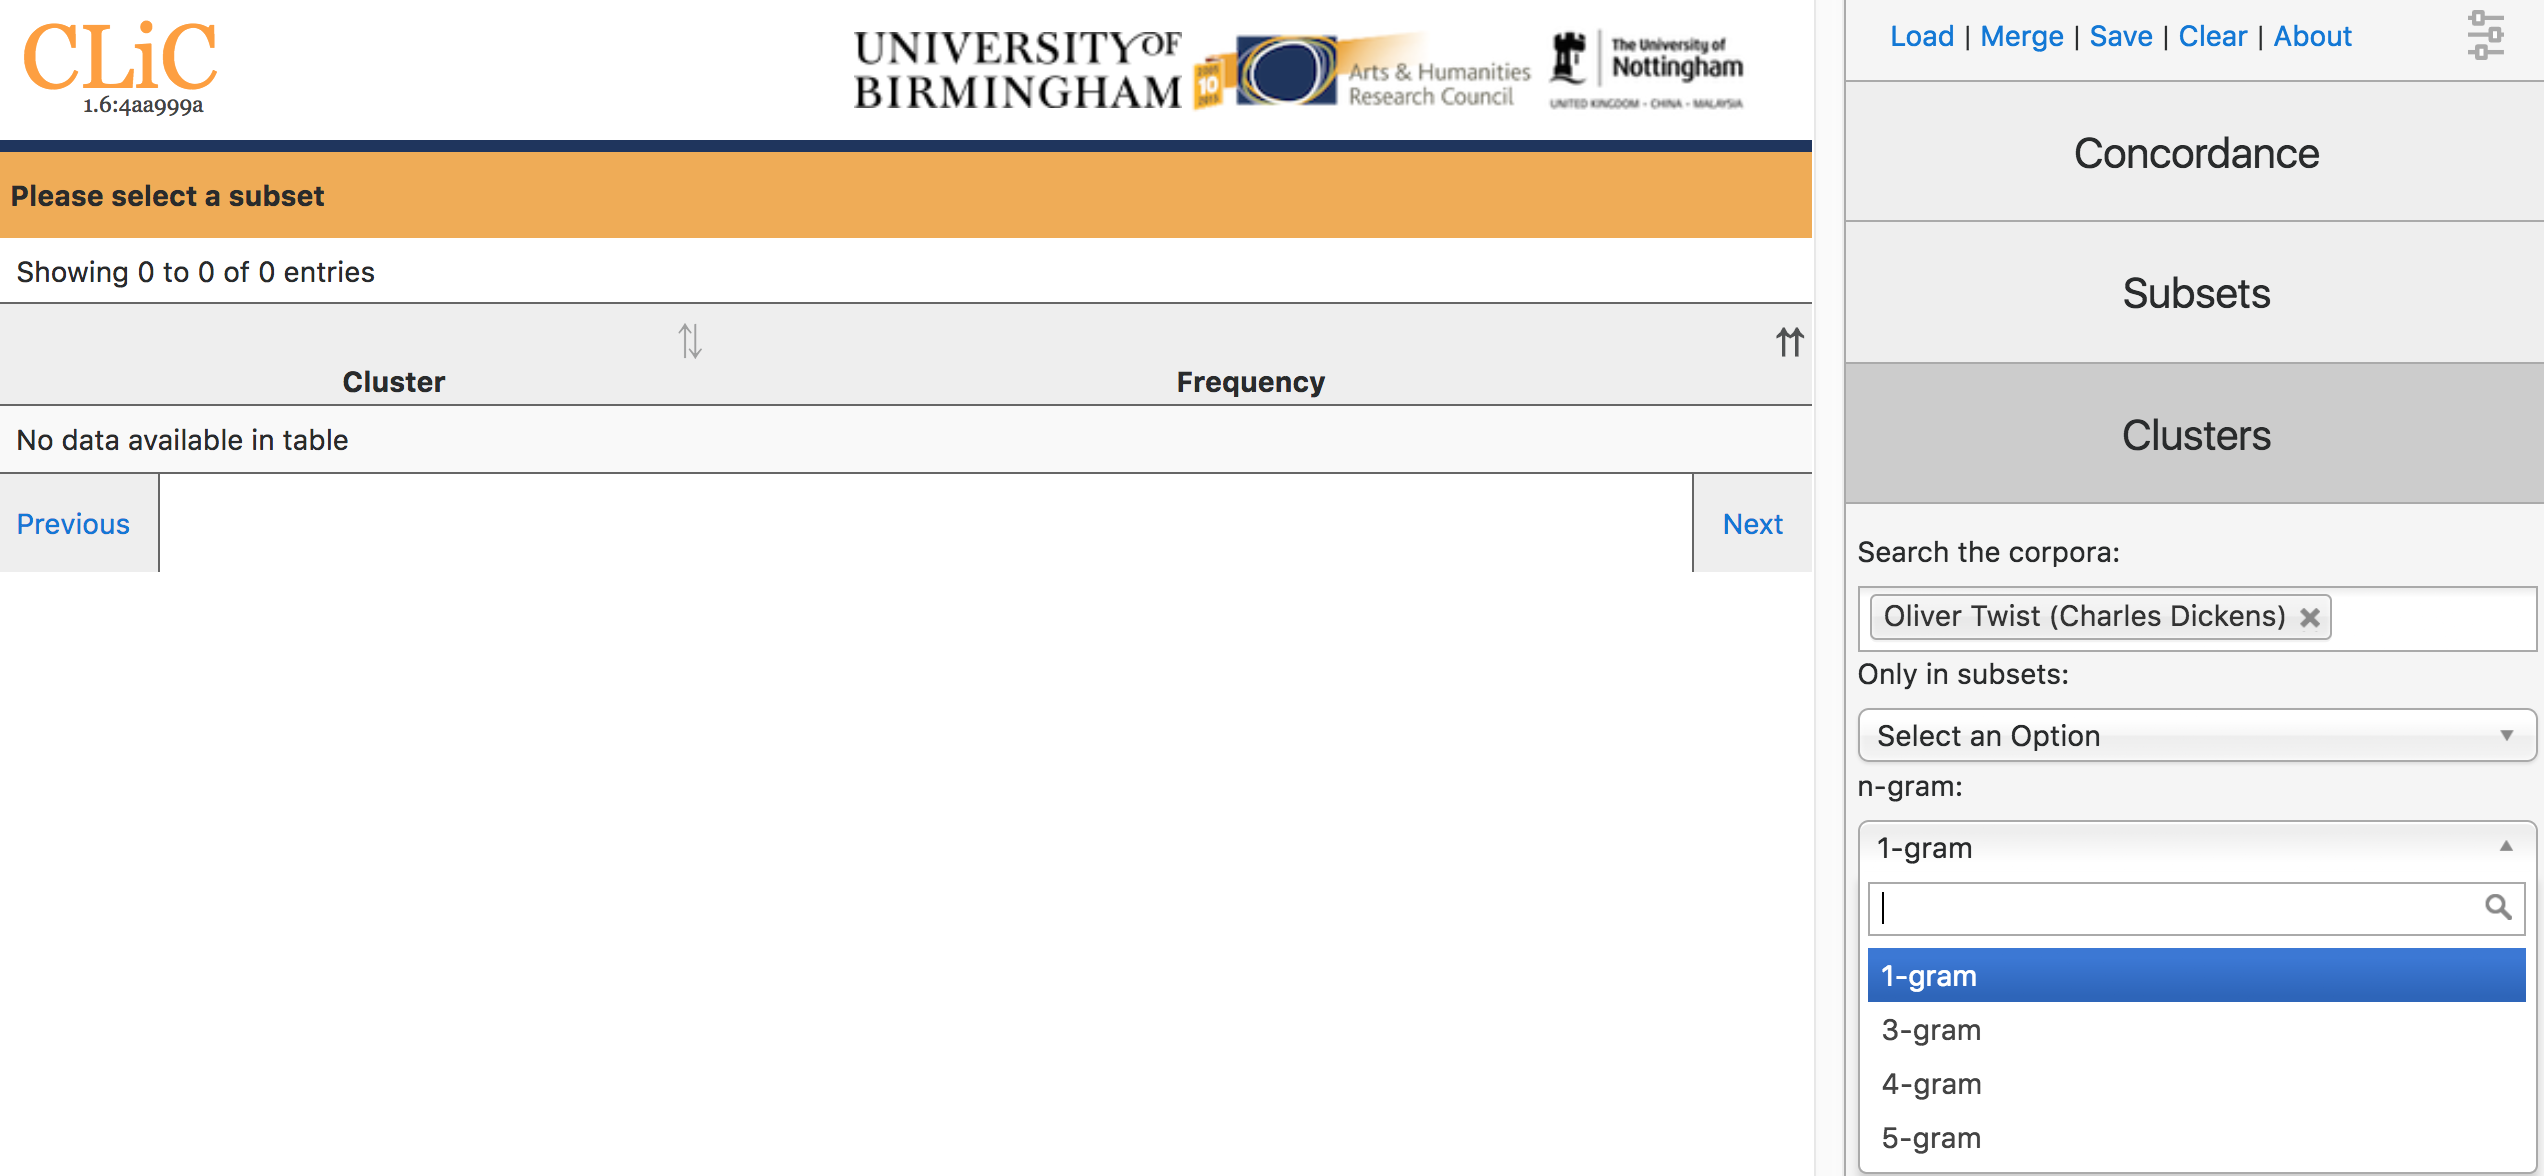 CLiC
1.6:4aa999a
UNIVERSITY OF
BIRMINGHAM
2005
10
2015
Arts & Humanities
Research Council
The University of
Nottingham
UNITED KINGDOM - CHINA - MALAYSIA
Please select a subset
Showing 0 to 0 of 0 entries
Cluster Frequency
No data available in table
Previous Next
Load | Merge | Save | Clear | About
Concordance
Subsets
Clusters
Search the corpora:
Oliver Twist (Charles Dickens)
Only in subsets:
Select an Option
n-gram:
1-gram
1-gram
3-gram
4-gram
5-gram